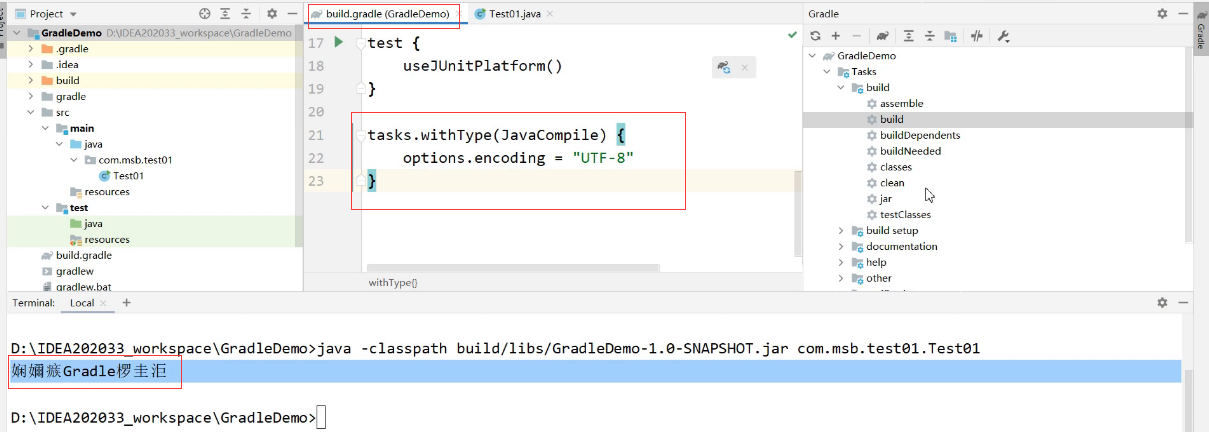 Project
build.gradle (GradleDemo)
Test01.java
Gradle
GradleDemo D:\IDEA202033_workspace\GradleDemo
.gradle
.idea
build
gradle
src
main
java
com.msb.test01
Test01
resources
test
java
resources
build.gradle
gradlew
gradlew.bat
17 test {
18 useJUnitPlatform()
19 }
20
21 tasks.withType(JavaCompile) {
22 options.encoding = "UTF-8"
23 }
withType{}
GradleDemo
Tasks
build
assemble
build
buildDependents
buildNeeded
classes
clean
jar
testClasses
build setup
documentation
help
other
Gradle
Terminal: Local
D:\IDEA202033_workspace\GradleDemo>java -classpath build/libs/GradleDemo-1.0-SNAPSHOT.jar com.msb.test01.Test01
娴嬭瘯Gradle椤圭洰
D:\IDEA202033_workspace\GradleDemo>